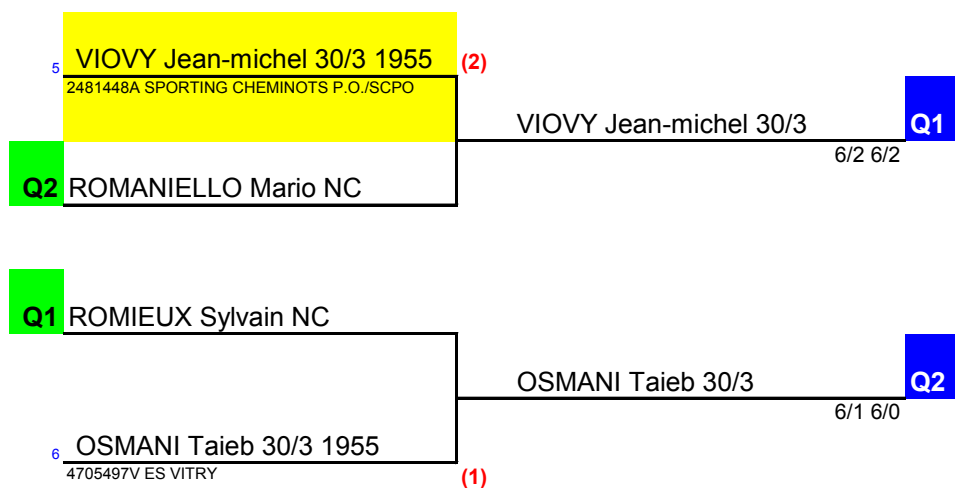 5 VIOVY Jean-michel 30/3 1955 (2)
2481448A SPORTING CHEMINOTS P.O./SCPO
VIOVY Jean-michel 30/3 Q1
6/2 6/2
Q2 ROMANIELLO Mario NC
Q1 ROMIEUX Sylvain NC
OSMANI Taieb 30/3 Q2
6/1 6/0
6 OSMANI Taieb 30/3 1955
4705497V ES VITRY (1)